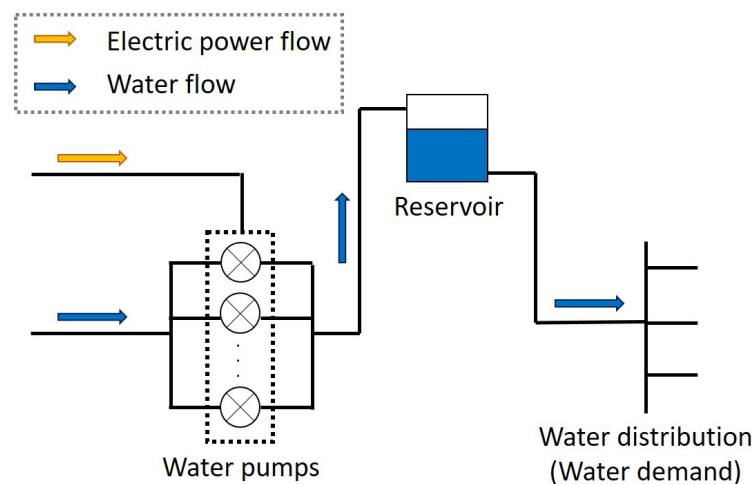 Electric power flow
Water flow
Reservoir
Water pumps
Water distribution
(Water demand)